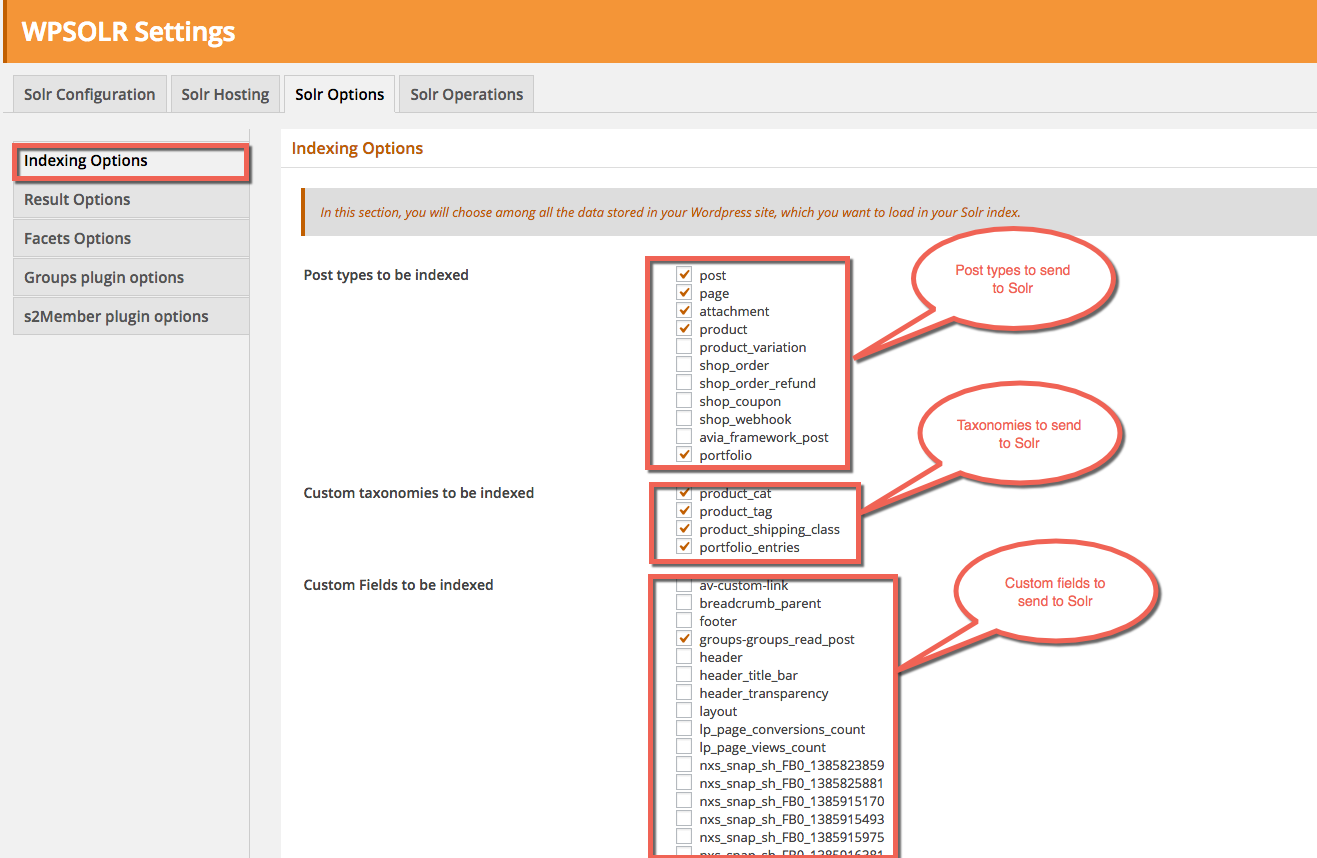 WPSOLR Settings
Solr Configuration
Solr Hosting
Solr Options
Solr Operations
Indexing Options
Result Options
Facets Options
Groups plugin options
s2Member plugin options
Indexing Options
In this section, you will choose among all the data stored in your Wordpress site, which you want to load in your Solr index.
Post types to be indexed
post
page
attachment
product
product_variation
shop_order
shop_order_refund
shop_coupon
shop_webhook
avia_framework_post
portfolio
Post types to send
to Solr
Custom taxonomies to be indexed
product_cat
product_tag
product_shipping_class
portfolio_entries
Taxonomies to send
to Solr
Custom Fields to be indexed
av-custom-link
breadcrumb_parent
footer
groups-groups_read_post
header
header_title_bar
header_transparency
layout
lp_page_conversions_count
lp_page_views_count
nxs_snap_sh_FB0_1385823859
nxs_snap_sh_FB0_1385825881
nxs_snap_sh_FB0_1385915170
nxs_snap_sh_FB0_1385915493
nxs_snap_sh_FB0_1385915975
nxs_snap_sh_FB0_1385916381
Custom fields to
send to Solr